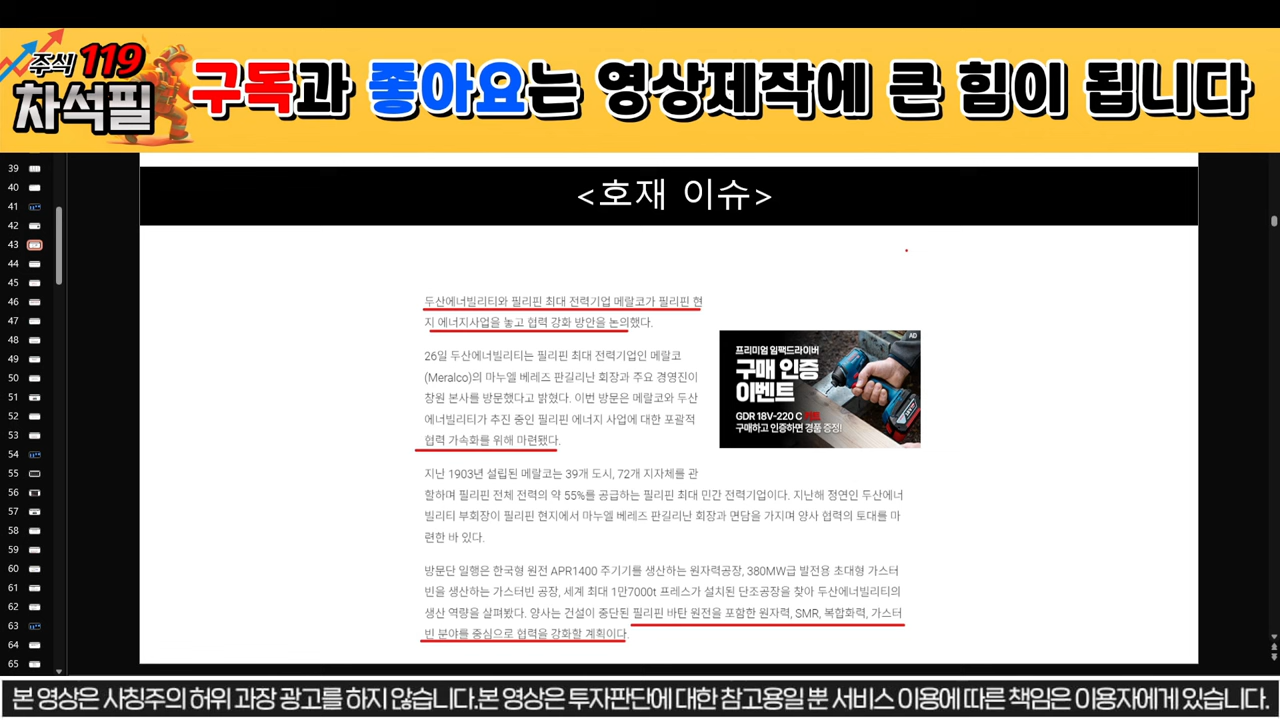 주식 119
차석필
구독과 좋아요는 영상제작에 큰 힘이 됩니다
<호재 이슈>
두산에너빌리티와 필리핀 최대 전력기업 메랄코가 필리핀 현
지 에너지사업을 놓고 협력 강화 방안을 논의했다.
26일 두산에너빌리티는 필리핀 최대 전력기업인 메랄코
(Meralco)의 마누엘 베레즈 판길리난 회장과 주요 경영진이
창원 본사를 방문했다고 밝혔다. 이번 방문은 메랄코와 두산
에너빌리티가 추진 중인 필리핀 에너지 사업에 대한 포괄적
협력 가속화를 위해 마련됐다.
AD
프리미엄 임팩드라이버
구매 인증
이벤트
GDR 18V-220 C
구매하고 인증하면 경품 증정!
지난 1903년 설립된 메랄코는 39개 도시, 72개 지자체를 관
할하며 필리핀 전체 전력의 약 55%를 공급하는 필리핀 최대 민간 전력기업이다. 지난해 정연인 두산에너
빌리티 부회장이 필리핀 현지에서 마누엘 베레즈 판길리난 회장과 면담을 가지며 양사 협력의 토대를 마
련한 바 있다.
방문단 일행은 한국형 원전 APR1400 주기기를 생산하는 원자력공장, 380MW급 발전용 초대형 가스터
빈을 생산하는 가스터빈 공장, 세계 최대 1만7000t 프레스가 설치된 단조공장을 찾아 두산에너빌리티의
생산 역량을 살펴봤다. 양사는 건설이 중단된 필리핀 바탄 원전을 포함한 원자력, SMR, 복합화력, 가스터
빈 분야를 중심으로 협력을 강화할 계획이다.
39
40
41
42
43
44
45
46
47
48
49
50
51
52
53
54
55
56
57
58
59
60
61
62
63
64
65
본 영상은 사칭주의 허위 과장 광고를 하지 않습니다.본 영상은 투자판단에 대한 참고용일 뿐 서비스 이용에 따른 책임은 이용자에게 있습니다.